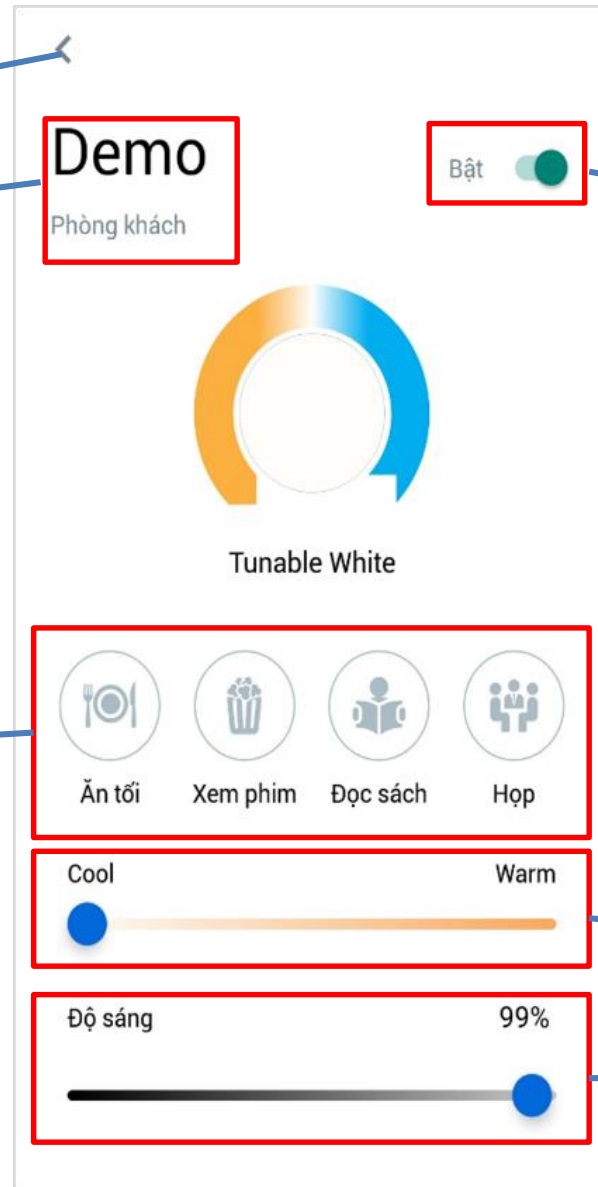 Demo
Bật
Phòng khách
Tunable White
Ăn tối Xem phim Đọc sách Họp
Cool Warm
Độ sáng 99%